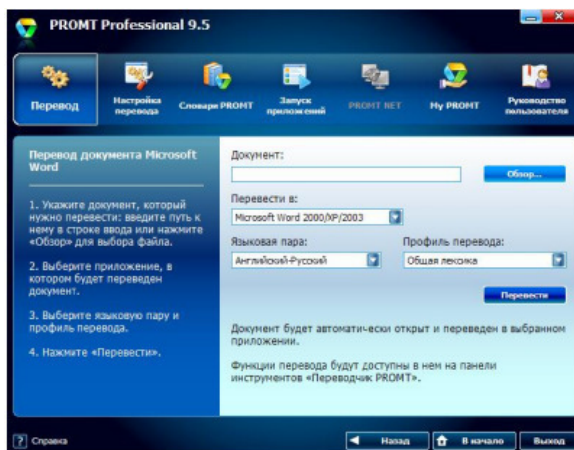 PROMT Professional 9.5
Перевод
Настройка
перевода
Словари PROMT
Запуск
приложений
PROMT NET
My PROMT
Руководство
пользователя
Перевод документа Microsoft
Word
1. Укажите документ, который
нужно перевести: введите путь к
нему в строке ввода или нажмите
«Обзор» для выбора файла.
2. Выберите приложение, в
котором будет переведен
документ.
3. Выберите языковую пару и
профиль перевода.
4. Нажмите «Перевести».
Документ:
Обзор...
Перевести в:
Microsoft Word 2000/XP/2003
Языковая пара:
Профиль перевода:
Английский-Русский
Общая лексика
Перевести
Документ будет автоматически открыт и переведен в выбранном
приложении.
Функции перевода будут доступны в нем на панели
инструментов «Переводчик PROMT».
? Справка
Назад
В начало
Выход